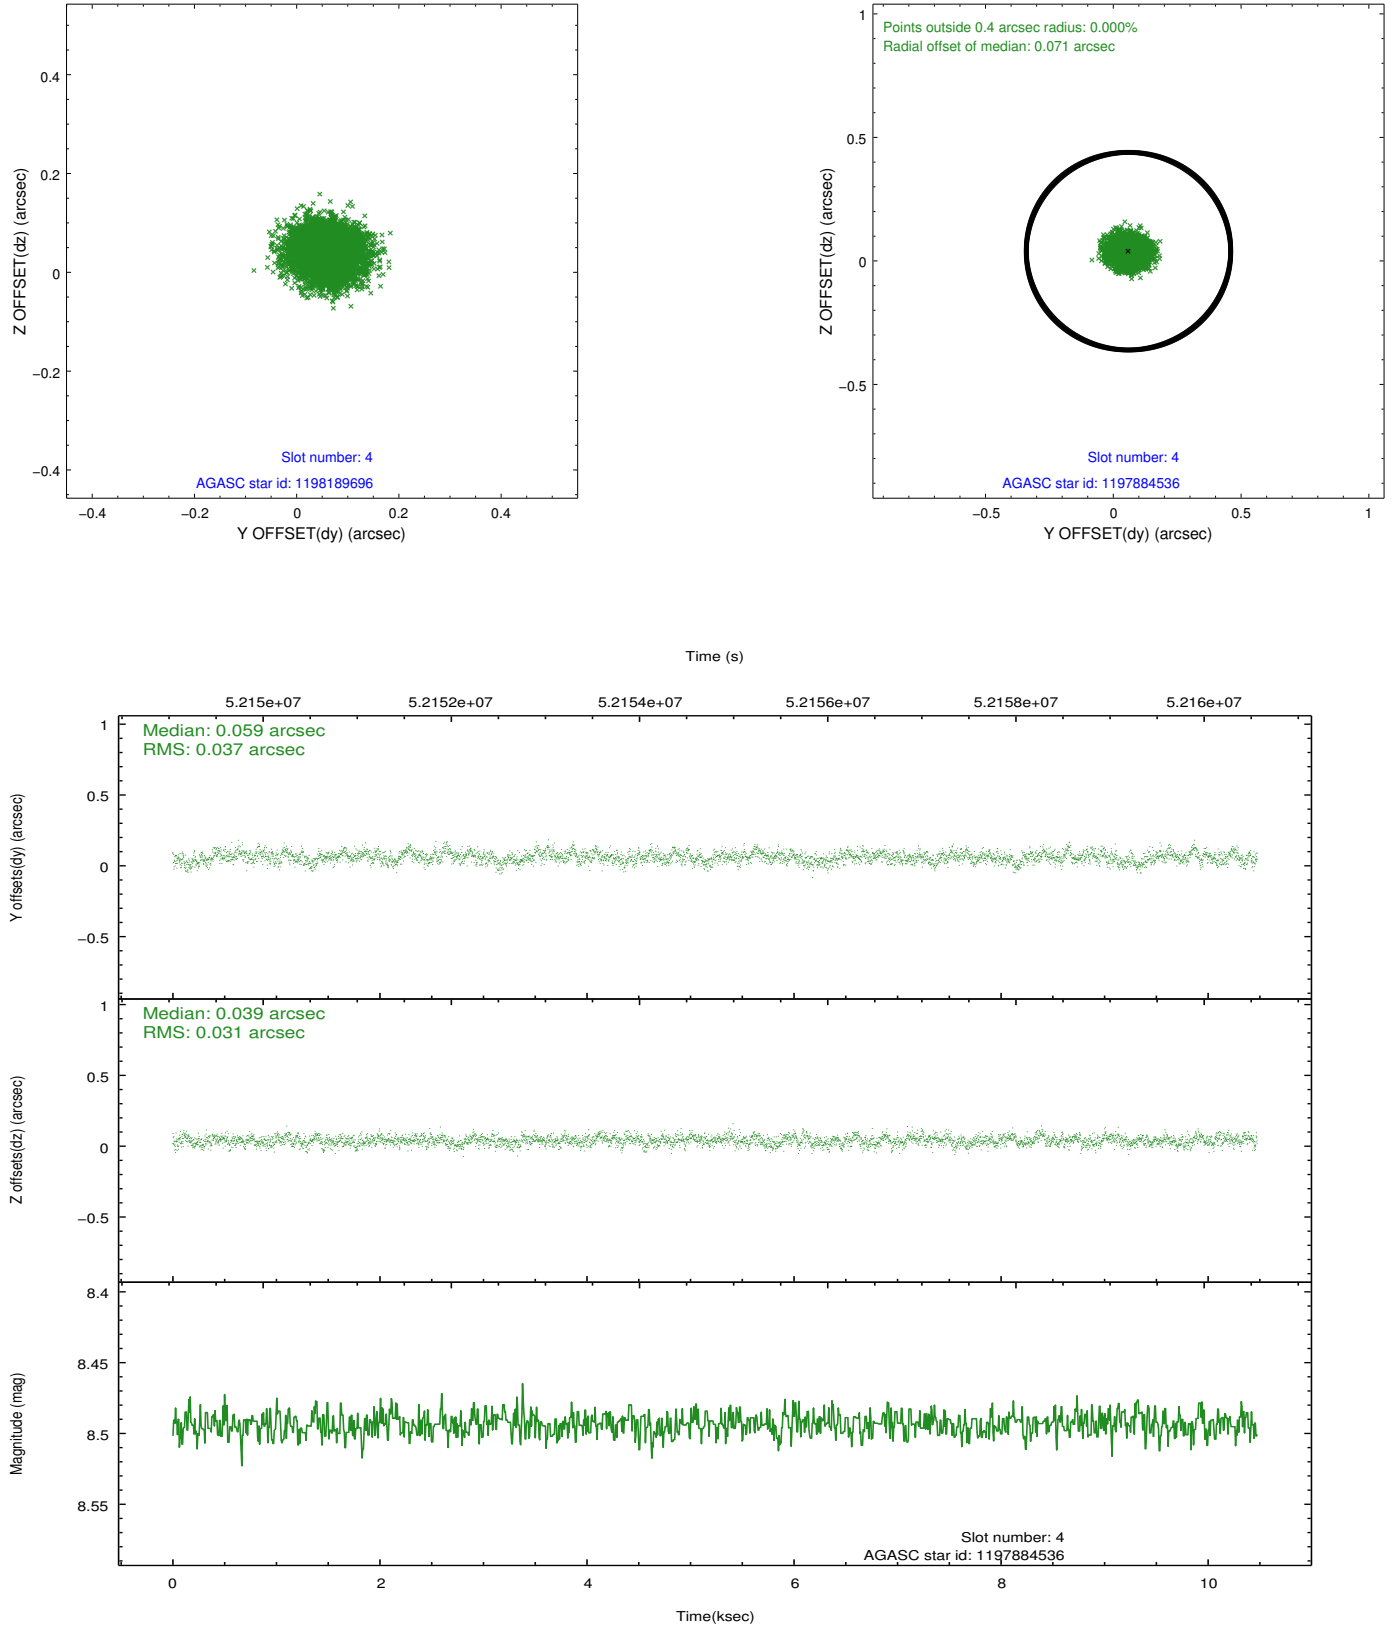 0.4
0.2
0
−0.2
−0.4
−0.4
−0.2
0
0.2
0.4
Z OFFSET(dz) (arcsec)
Y OFFSET(dy) (arcsec)
Slot number: 4
AGASC star id: 1198189696
Points outside 0.4 arcsec radius: 0.000%
Radial offset of median: 0.071 arcsec
1
0.5
0
−0.5
−0.5
0
0.5
1
Z OFFSET(dz) (arcsec)
Y OFFSET(dy) (arcsec)
Slot number: 4
AGASC star id: 1197884536
Time (s)
5.215e+07
5.2152e+07
5.2154e+07
5.2156e+07
5.2158e+07
5.216e+07
Median: 0.059 arcsec
RMS: 0.037 arcsec
1
0.5
0
−0.5
Y offsets(dy) (arcsec)
Median: 0.039 arcsec
RMS: 0.031 arcsec
1
0.5
0
−0.5
Z offsets(dz) (arcsec)
8.4
8.45
8.5
8.55
Magnitude (mag)
Slot number: 4
AGASC star id: 1197884536
0
2
4
6
8
10
Time(ksec)